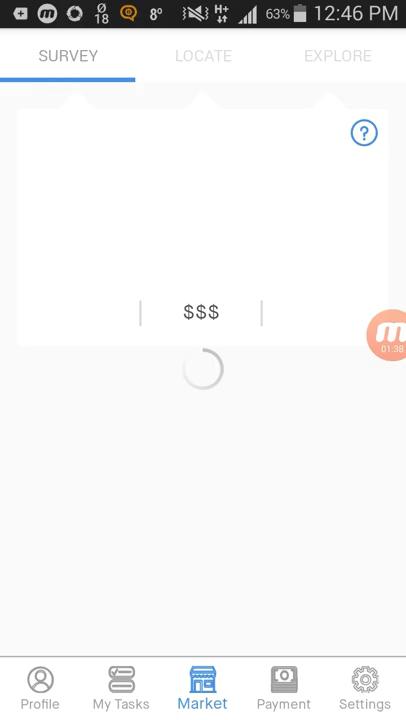 Ø
18
8°
H+
63%
12:46 PM
SURVEY
LOCATE
EXPLORE
?
$$$
m
01:38
Profile
My Tasks
Market
Payment
Settings